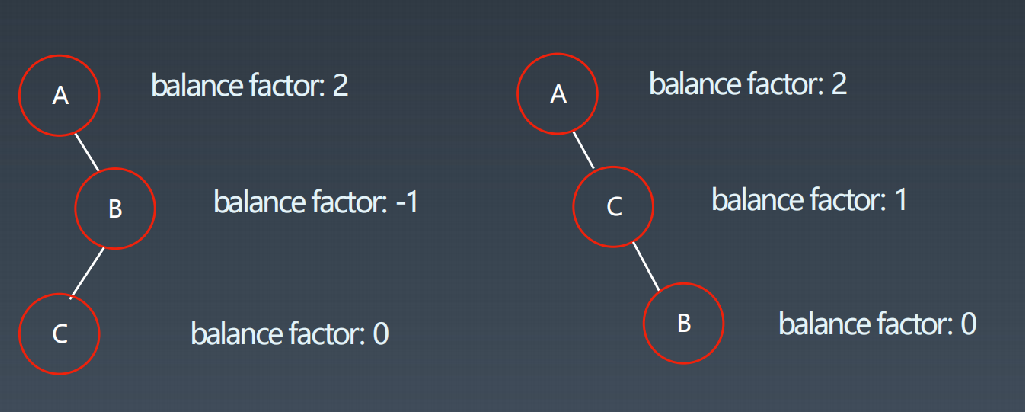 A balance factor: 2
B balance factor: -1
C balance factor: 0
A balance factor: 2
C balance factor: 1
B balance factor: 0